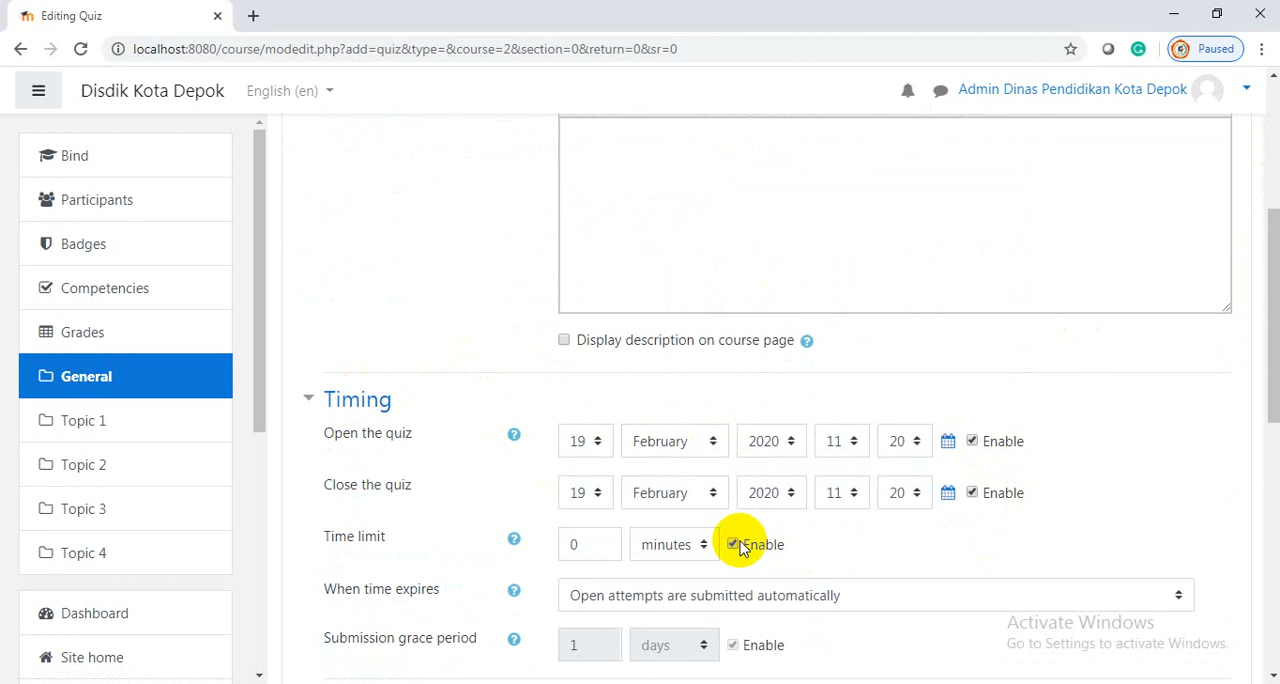 Editing Quiz
localhost:8080/course/modedit.php?add=quiz&type=&course=2&section=0&return=0&sr=0
Paused
Disdik Kota Depok English (en)
Admin Dinas Pendidikan Kota Depok
Bind
Participants
Badges
Competencies
Grades
General
Topic 1
Topic 2
Topic 3
Topic 4
Dashboard
Site home
Display description on course page
Timing
Open the quiz 19 February 2020 11 20 Enable
Close the quiz 19 February 2020 11 20 Enable
Time limit 0 minutes Enable
When time expires Open attempts are submitted automatically
Submission grace period 1 days Enable
Activate Windows
Go to Settings to activate Windows.